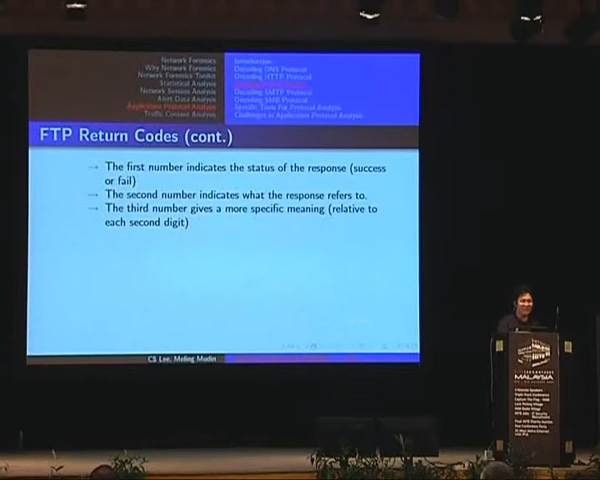 Network Forensics
Why Network Forensics
Network Forensics Toolkit
Statistical Analysis
Network Session Analysis
Alert Data Analysis
Application Protocol Analysis
Traffic Content Analysis
Introduction
Decoding DNS Protocol
Decoding HTTP Protocol
Decoding SMTP Protocol
Decoding SMB Protocol
Specific Tools For Protocol Analysis
Challenges in Application Protocol Analysis
FTP Return Codes (cont.)
→ The first number indicates the status of the response (success
or fail)
→ The second number indicates what the response refers to.
→ The third number gives a more specific meaning (relative to
each second digit)
CS Lee, Meling Mudin
MALAYSIA